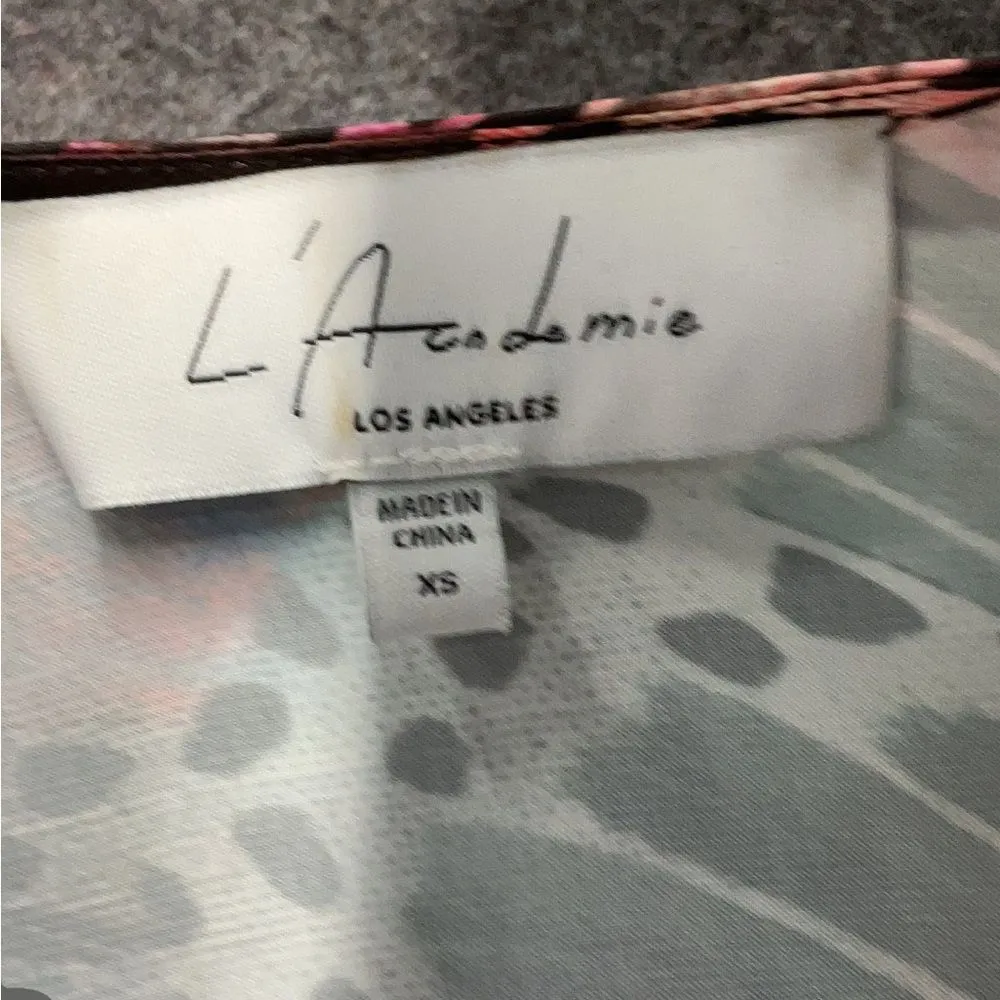 L'Academie
LOS ANGELES
MADE IN
CHINA
XS